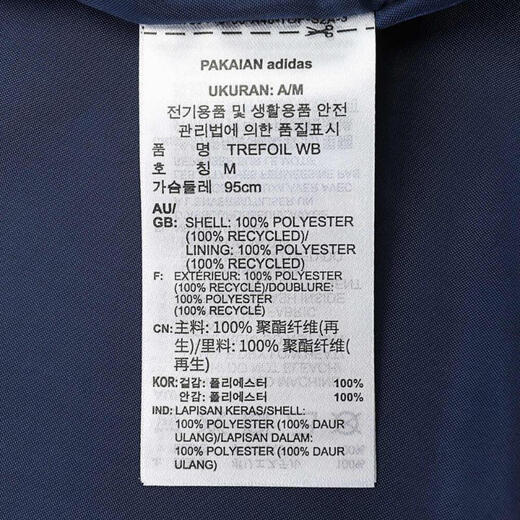 PAKAIAN adidas
UKURAN: A/M
전기용품 및 생활용품 안전
관리법에 의한 품질표시
품 명 TREFOIL WB
호 칭 M
가슴둘레 95cm
AU/
GB: SHELL: 100% POLYESTER
(100% RECYCLED)/
LINING: 100% POLYESTER
(100% RECYCLED)
F: EXTÉRIEUR: 100% POLYESTER
(100% RECYCLÉ)/DOUBLURE:
100% POLYESTER
(100% RECYCLÉ)
CN: 主料: 100% 聚酯纤维(再
生)/里料: 100% 聚酯纤维(
再生)
KOR: 겉감: 폴리에스터 100%
안감: 폴리에스터 100%
IND: LAPISAN KERAS/SHELL:
100% POLYESTER (100% DAUR
ULANG)/LAPISAN DALAM:
100% POLYESTER (100% DAUR
ULANG)